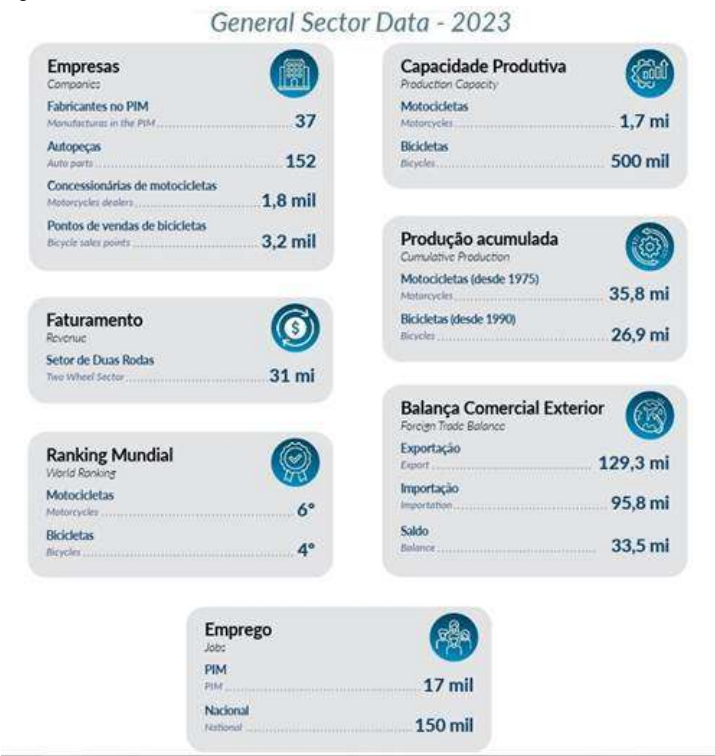 General Sector Data - 2023
Empresas
Companies
Fabricantes no PIM
Manufactures in the PIM 37
Autopeças
Auto parts 152
Concessionárias de motocicletas
Motorcycles dealers 1,8 mil
Pontos de vendas de bicicletas
Bicycle sales points 3,2 mil
Faturamento
Revenue
Setor de Duas Rodas
Two Wheel Sector 31 mi
Ranking Mundial
World Ranking
Motocicletas
Motorcycles 6º
Bicicletas
Bicycles 4º
Capacidade Produtiva
Production Capacity
Motocicletas
Motorcycles 1,7 mi
Bicicletas
Bicycles 500 mil
Produção acumulada
Cumulative Production
Motocicletas (desde 1975)
Motorcycles 35,8 mi
Bicicletas (desde 1990)
Bicycles 26,9 mi
Balança Comercial Exterior
Foreign Trade Balance
Exportação
Export 129,3 mi
Importação
Importation 95,8 mi
Saldo
Balance 33,5 mi
Emprego
Jobs
PIM
PIM 17 mil
Nacional
National 150 mil